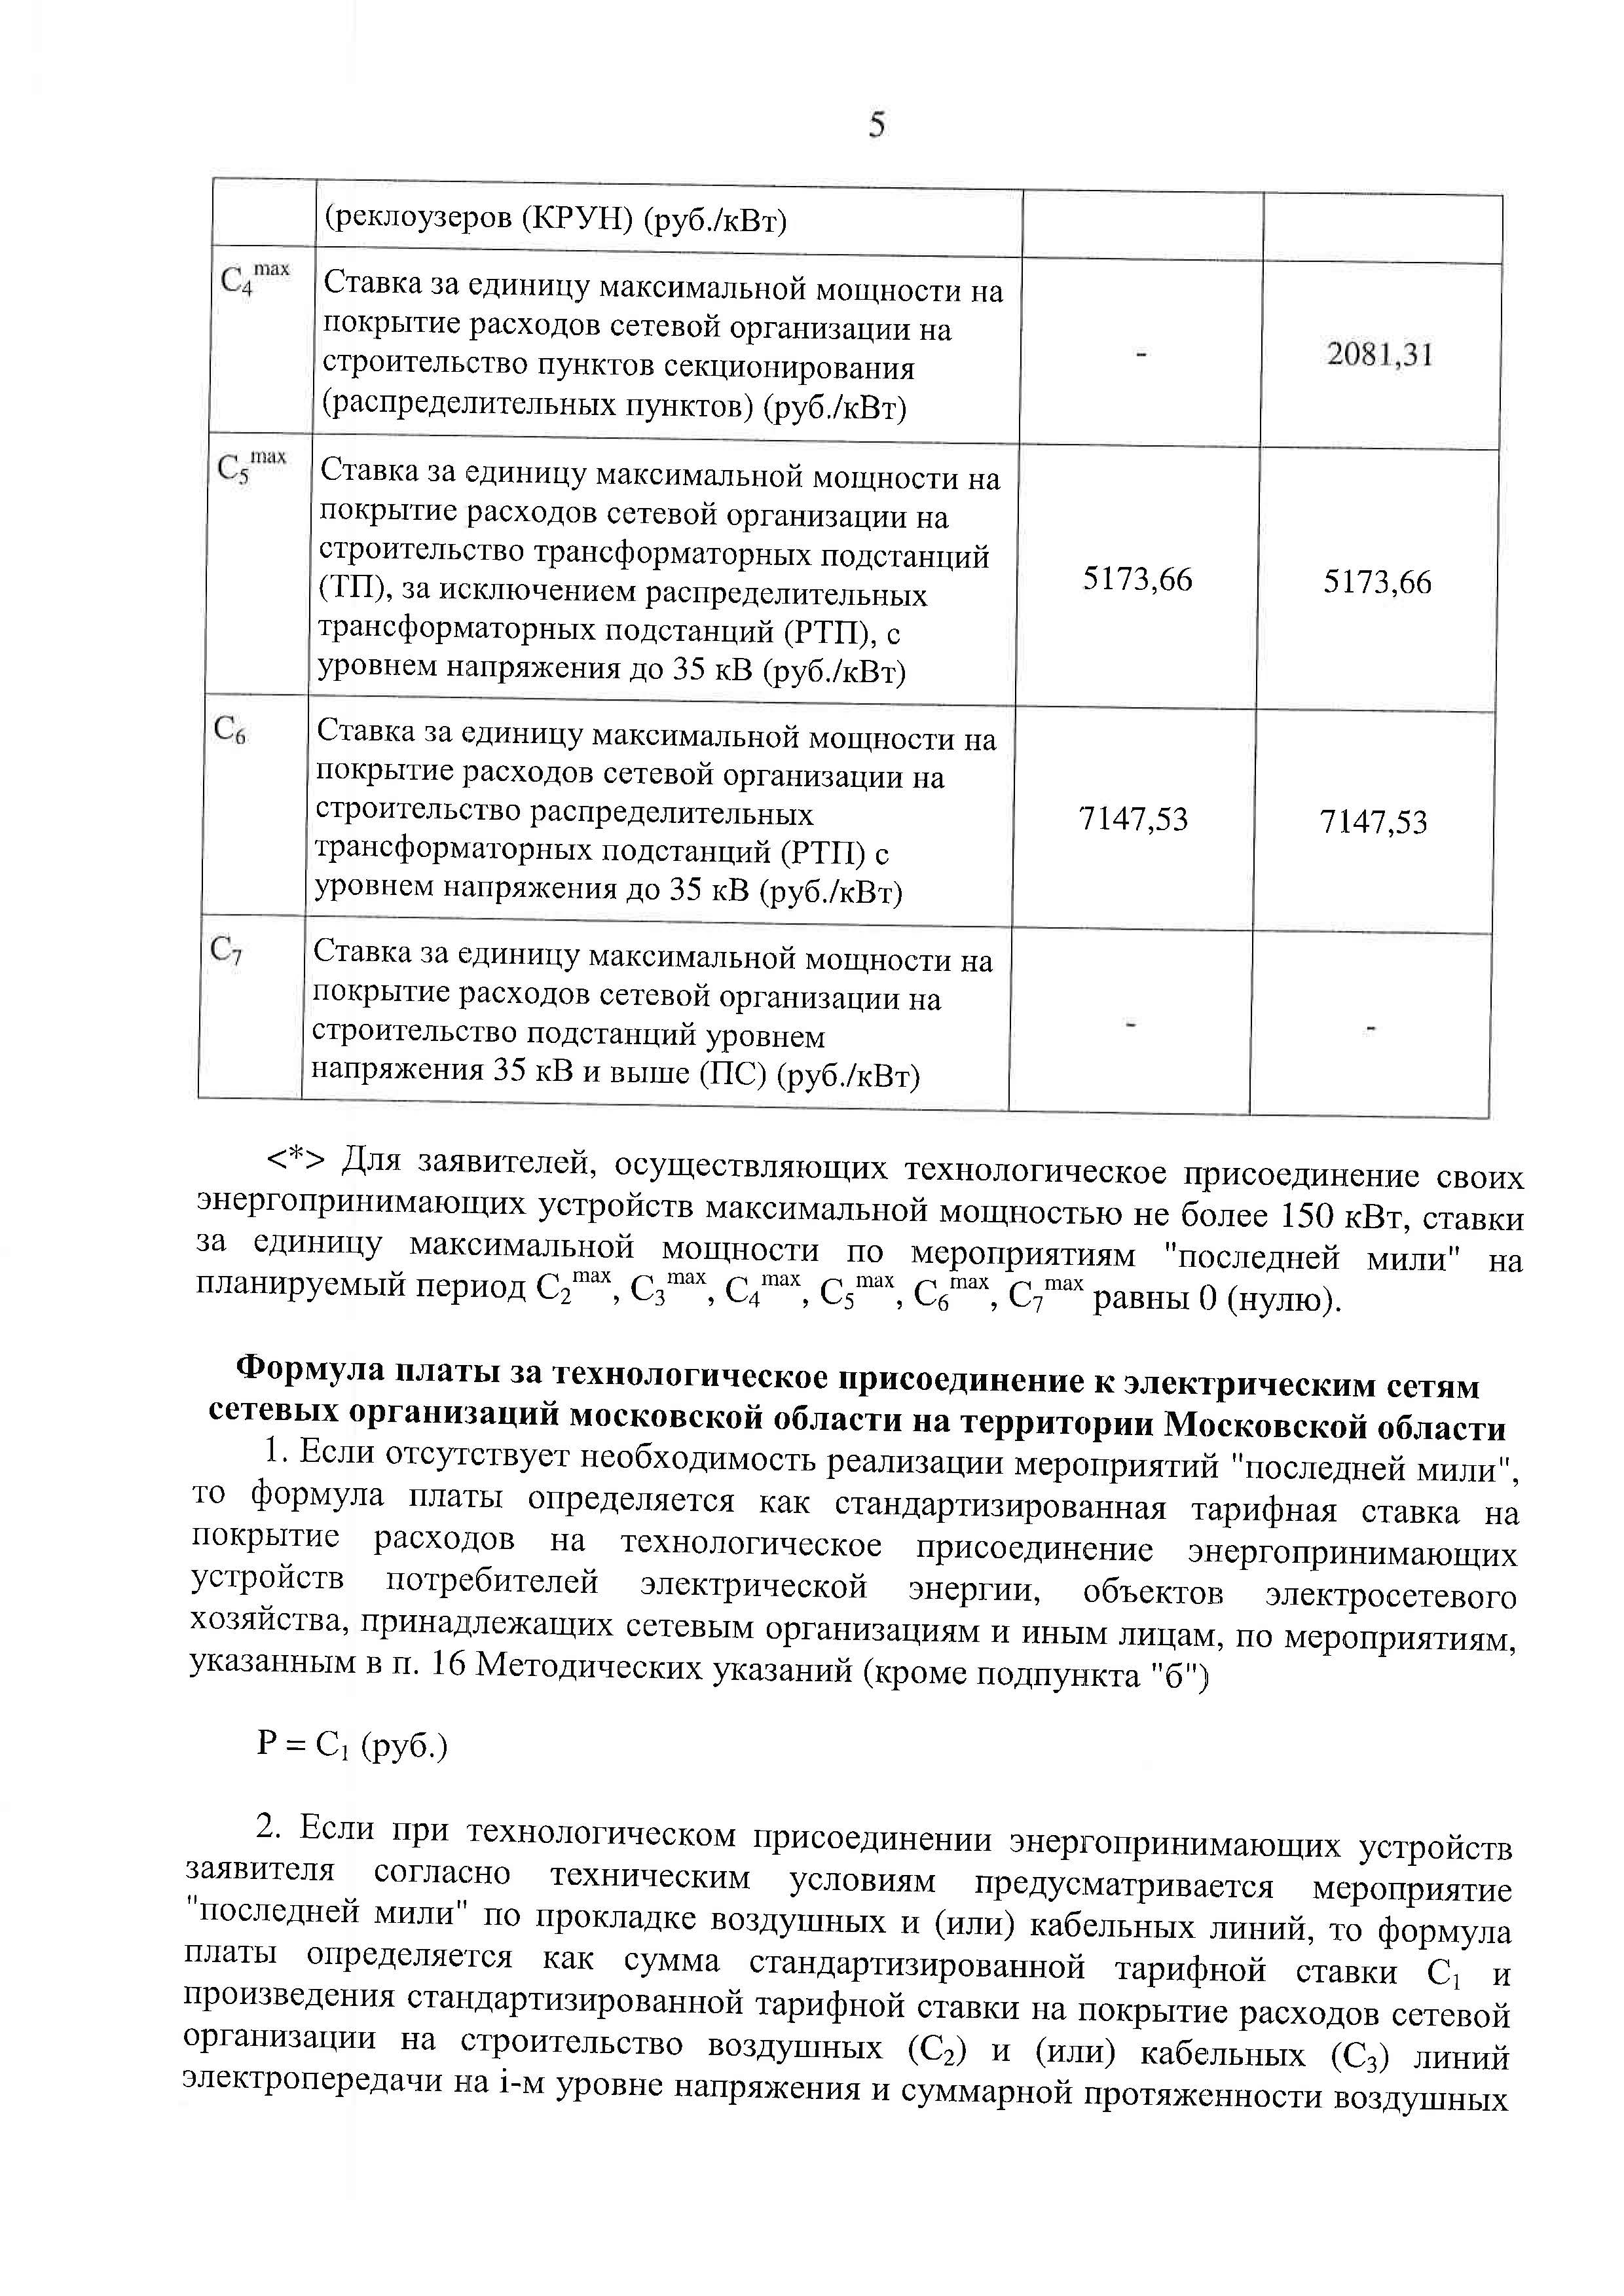 5
(реклоузеров (КРУН) (руб./кВт)
C₄ᵐᵃˣ
Ставка за единицу максимальной мощности на
покрытие расходов сетевой организации на
строительство пунктов секционирования
(распределительных пунктов) (руб./кВт)
-
2081,31
C₅ᵐᵃˣ
Ставка за единицу максимальной мощности на
покрытие расходов сетевой организации на
строительство трансформаторных подстанций
(ТП), за исключением распределительных
трансформаторных подстанций (РТП), с
уровнем напряжения до 35 кВ (руб./кВт)
5173,66
5173,66
C₆
Ставка за единицу максимальной мощности на
покрытие расходов сетевой организации на
строительство распределительных
трансформаторных подстанций (РТП) с
уровнем напряжения до 35 кВ (руб./кВт)
7147,53
7147,53
C₇
Ставка за единицу максимальной мощности на
покрытие расходов сетевой организации на
строительство подстанций уровнем
напряжения 35 кВ и выше (ПС) (руб./кВт)
-
-
<*> Для заявителей, осуществляющих технологическое присоединение своих
энергопринимающих устройств максимальной мощностью не более 150 кВт, ставки
за единицу максимальной мощности по мероприятиям "последней мили" на
планируемый период C₂ᵐᵃˣ, C₃ᵐᵃˣ, C₄ᵐᵃˣ, C₅ᵐᵃˣ, C₆ᵐᵃˣ, C₇ᵐᵃˣ равны 0 (нулю).
Формула платы за технологическое присоединение к электрическим сетям
сетевых организаций московской области на территории Московской области
1. Если отсутствует необходимость реализации мероприятий "последней мили",
то формула платы определяется как стандартизированная тарифная ставка на
покрытие расходов на технологическое присоединение энергопринимающих
устройств потребителей электрической энергии, объектов электросетевого
хозяйства, принадлежащих сетевым организациям и иным лицам, по мероприятиям,
указанным в п. 16 Методических указаний (кроме подпункта "б")
P = C₁ (руб.)
2. Если при технологическом присоединении энергопринимающих устройств
заявителя согласно техническим условиям предусматривается мероприятие
"последней мили" по прокладке воздушных и (или) кабельных линий, то формула
платы определяется как сумма стандартизированной тарифной ставки C₁ и
произведения стандартизированной тарифной ставки на покрытие расходов сетевой
организации на строительство воздушных (C₂) и (или) кабельных (C₃) линий
электропередачи на i-м уровне напряжения и суммарной протяженности воздушных